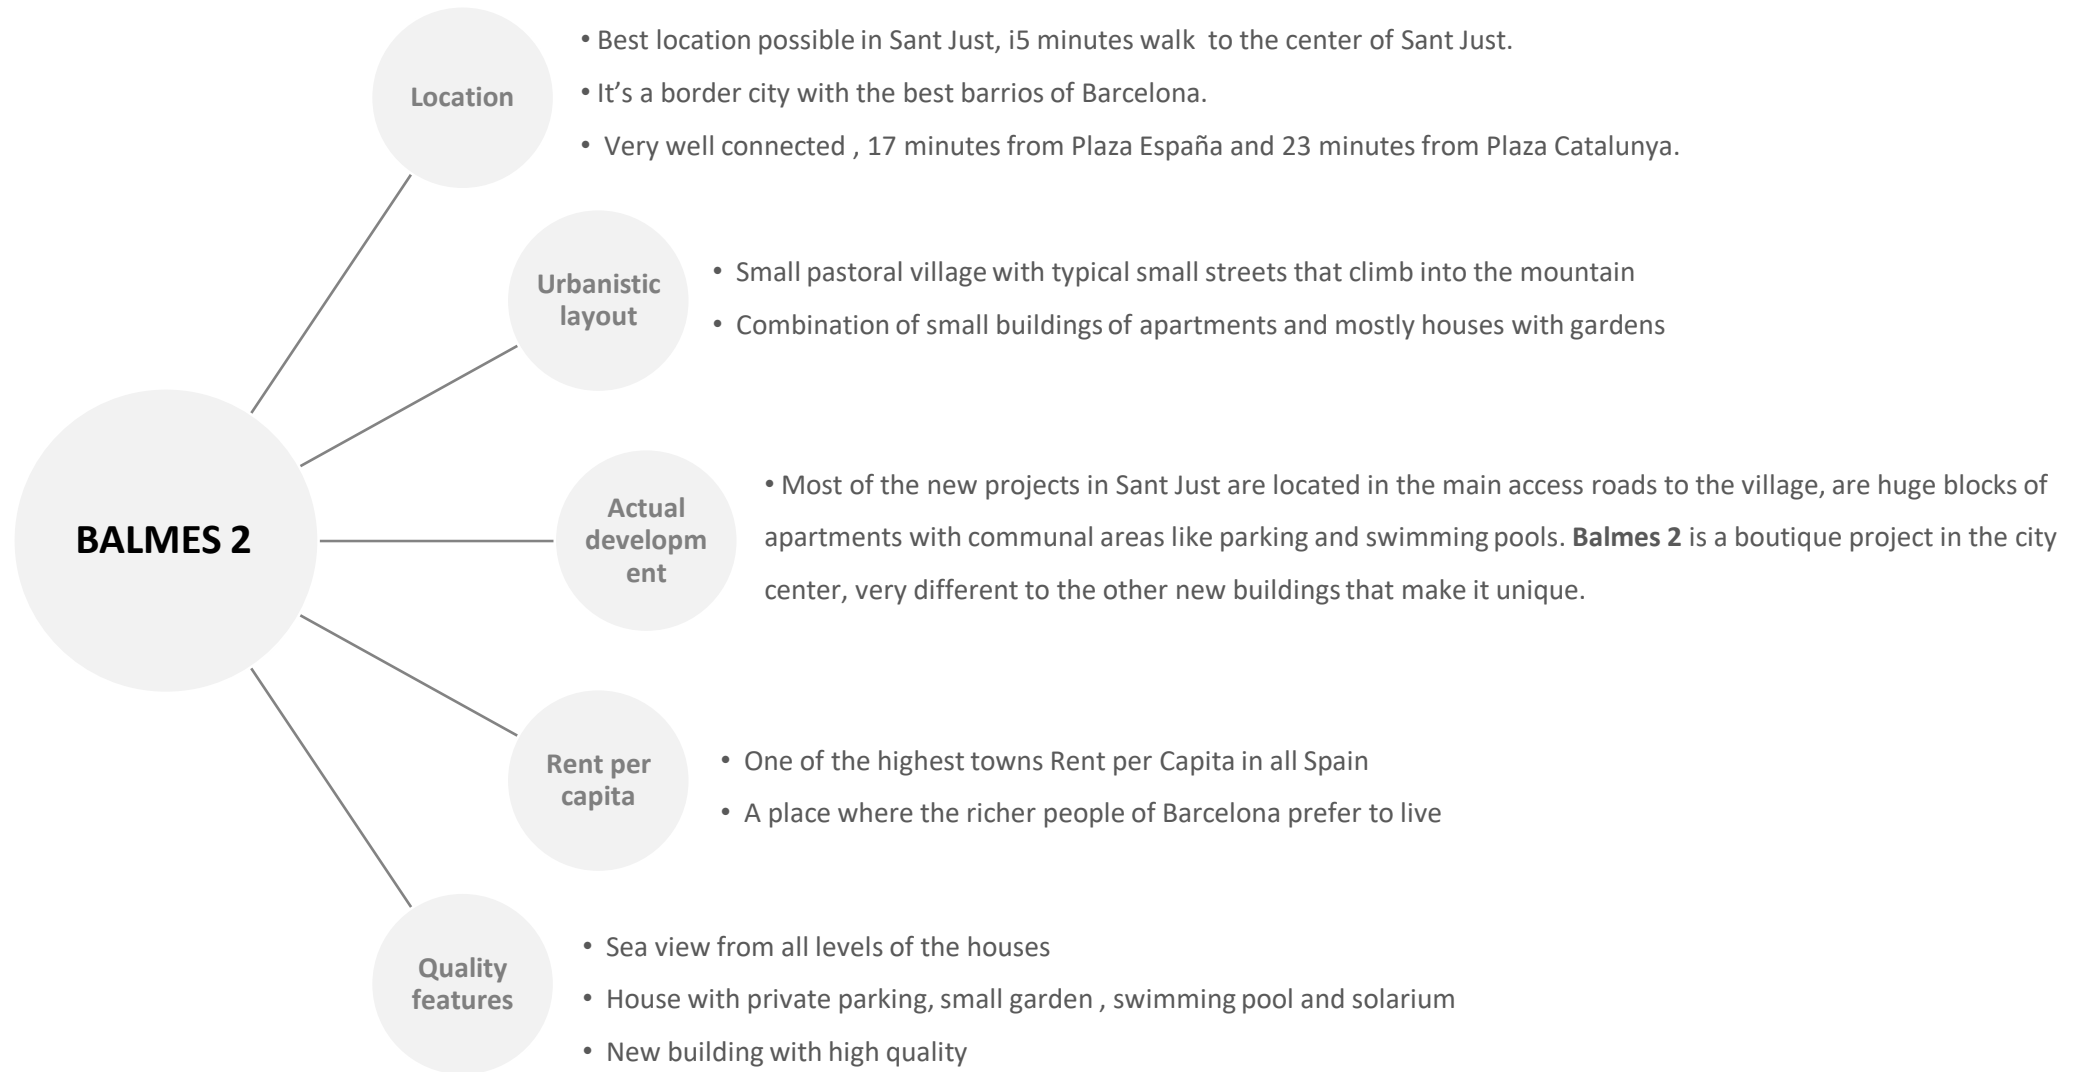 Location
• Best location possible in Sant Just, i5 minutes walk to the center of Sant Just.
• It’s a border city with the best barrios of Barcelona.
• Very well connected , 17 minutes from Plaza España and 23 minutes from Plaza Catalunya.
Urbanistic
layout
• Small pastoral village with typical small streets that climb into the mountain
• Combination of small buildings of apartments and mostly houses with gardens
BALMES 2
Actual
developm
ent
• Most of the new projects in Sant Just are located in the main access roads to the village, are huge blocks of
apartments with communal areas like parking and swimming pools. Balmes 2 is a boutique project in the city
center, very different to the other new buildings that make it unique.
Rent per
capita
• One of the highest towns Rent per Capita in all Spain
• A place where the richer people of Barcelona prefer to live
Quality
features
• Sea view from all levels of the houses
• House with private parking, small garden , swimming pool and solarium
• New building with high quality